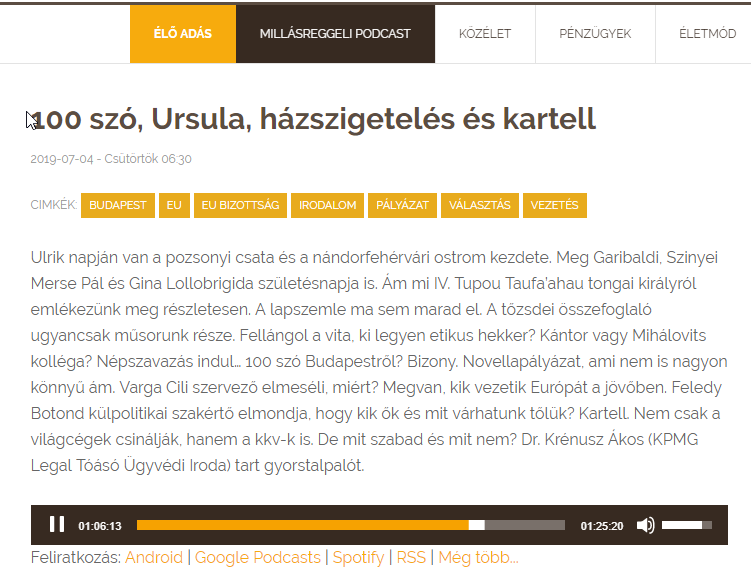 ÉLŐ ADÁS MILLÁSREGGELI PODCAST KÖZÉLET PÉNZÜGYEK ÉLETMÓD
100 szó, Ursula, házszigetelés és kartell
2019-07-04 - Csütörtök 06:30
CIMKÉK: BUDAPEST EU EU BIZOTTSÁG IRODALOM PÁLYÁZAT VÁLASZTÁS VEZETÉS
Ulrik napján van a pozsonyi csata és a nándorfehérvári ostrom kezdete. Meg Garibaldi, Szinyei
Merse Pál és Gina Lollobrigida születésnapja is. Ám mi IV. Tupou Taufa'ahau tongai királyról
emlékezünk meg részletesen. A lapszemle ma sem marad el. A tőzsdei összefoglaló
ugyancsak műsorunk része. Fellángol a vita, ki legyen etikus hekker? Kántor vagy Mihálovits
kolléga? Népszavazás indul... 100 szó Budapestről? Bizony. Novellapályázat, ami nem is nagyon
könnyű ám. Varga Cili szervező elmeséli, miért? Megvan, kik vezetik Európát a jövőben. Feledy
Botond külpolitikai szakértő elmondja, hogy kik ők és mit várhatunk tőlük? Kartell. Nem csak a
világcégek csinálják, hanem a kkv-k is. De mit szabad és mit nem? Dr. Krénusz Ákos (KPMG
Legal Tóásó Ügyvédi Iroda) tart gyorstalpalót.
01:06:13 01:25:20
Feliratkozás: Android | Google Podcasts | Spotify | RSS | Még több...